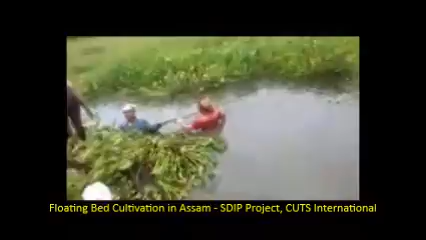 Floating Bed Cultivation in Assam - SDIP Project, CUTS International